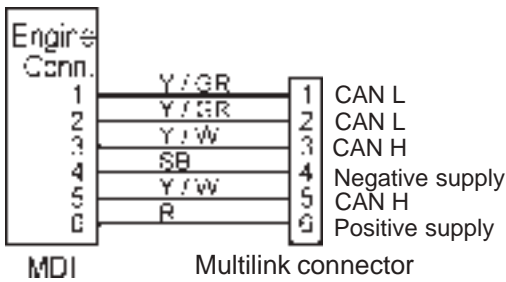 Engine
Conn.
1 Y / GR 1 CAN L
2 Y / GR 2 CAN L
3 Y / W 3 CAN H
4 SB 4 Negative supply
5 Y / W 5 CAN H
6 R 6 Positive supply
MDI Multilink connector